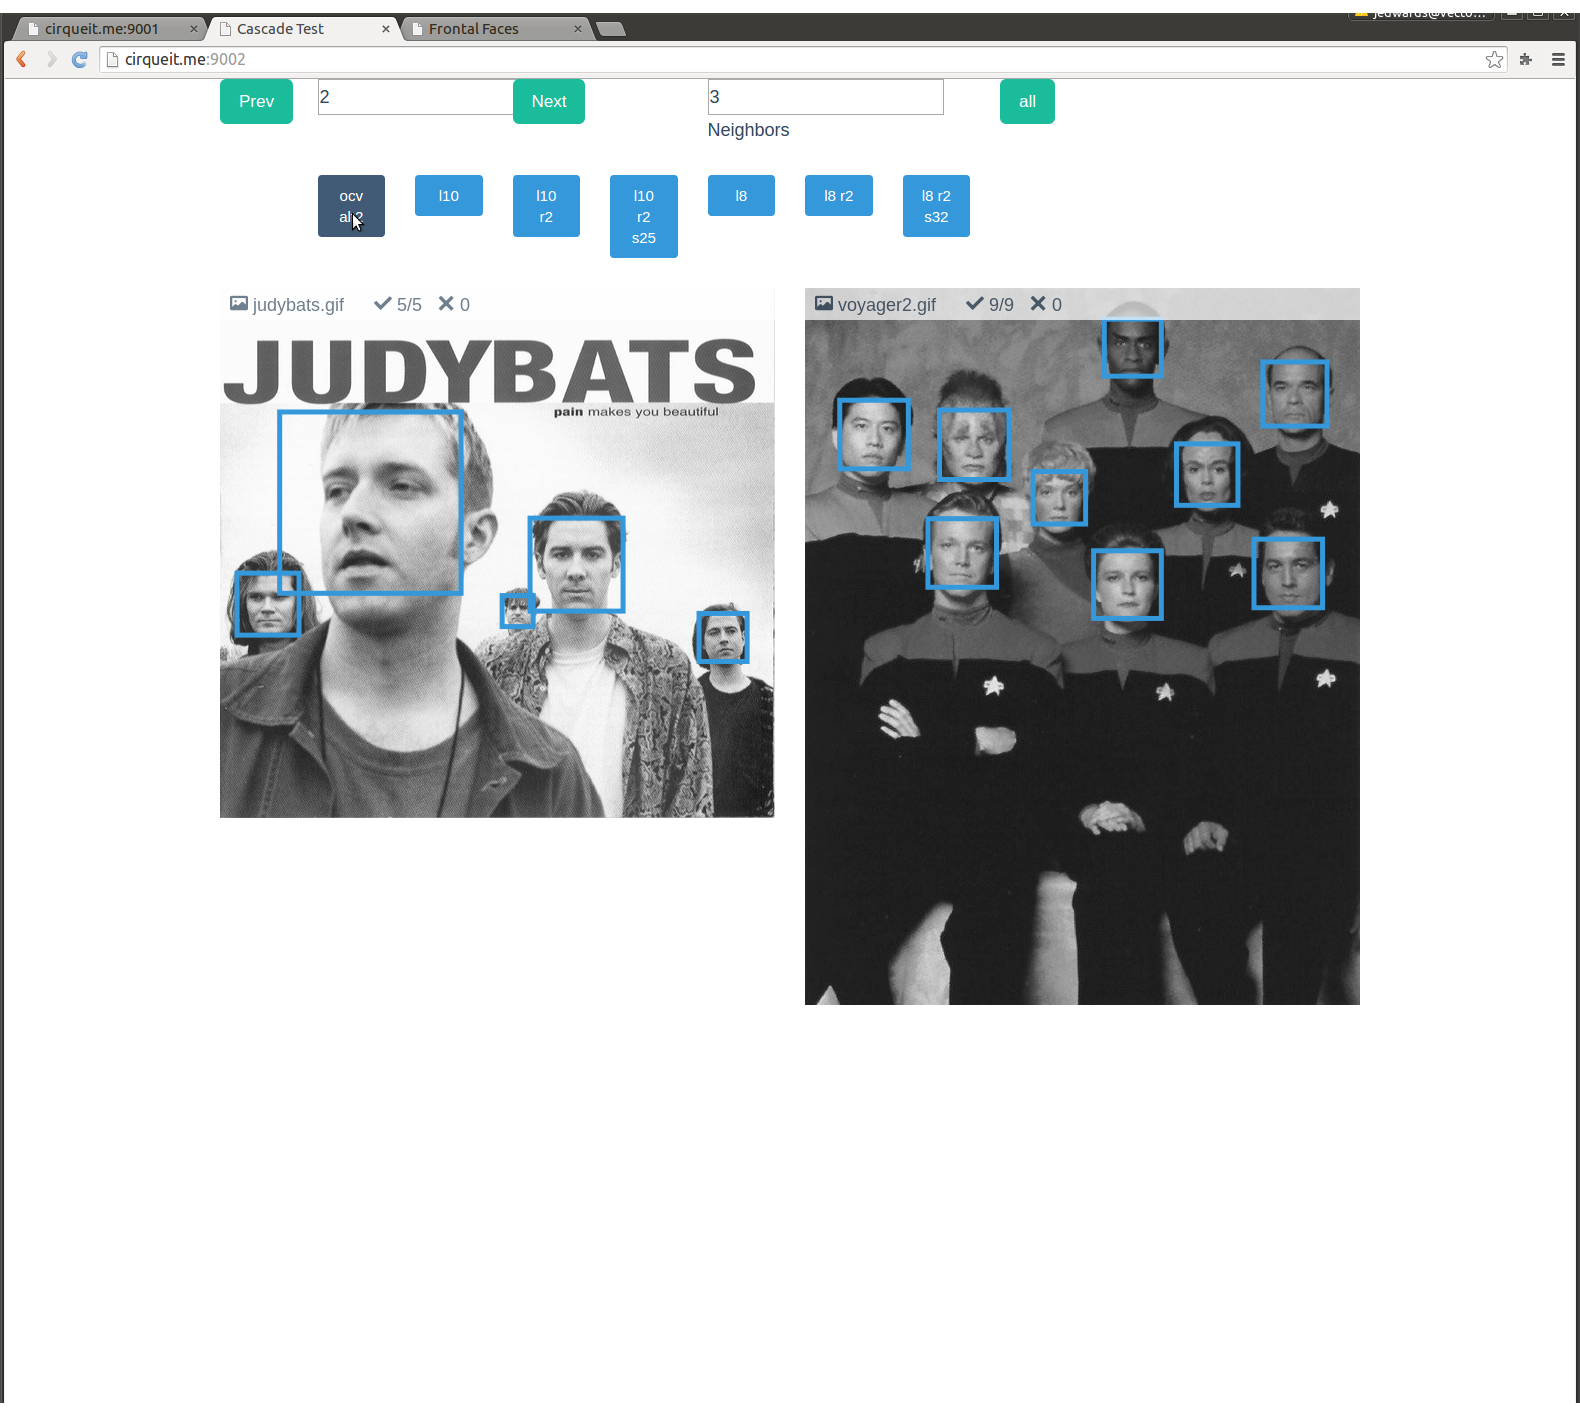 jedwards@vecto...
cirqueit.me:9001
Cascade Test
Frontal Faces
cirqueit.me:9002
Prev
2
Next
3
all
Neighbors
ocv
l10
l10
r2
l10
r2
s25
l8
l8 r2
l8 r2
s32
judybats.gif 5/5 0
voyager2.gif 9/9 0
JUDYBATS
pain makes you beautiful